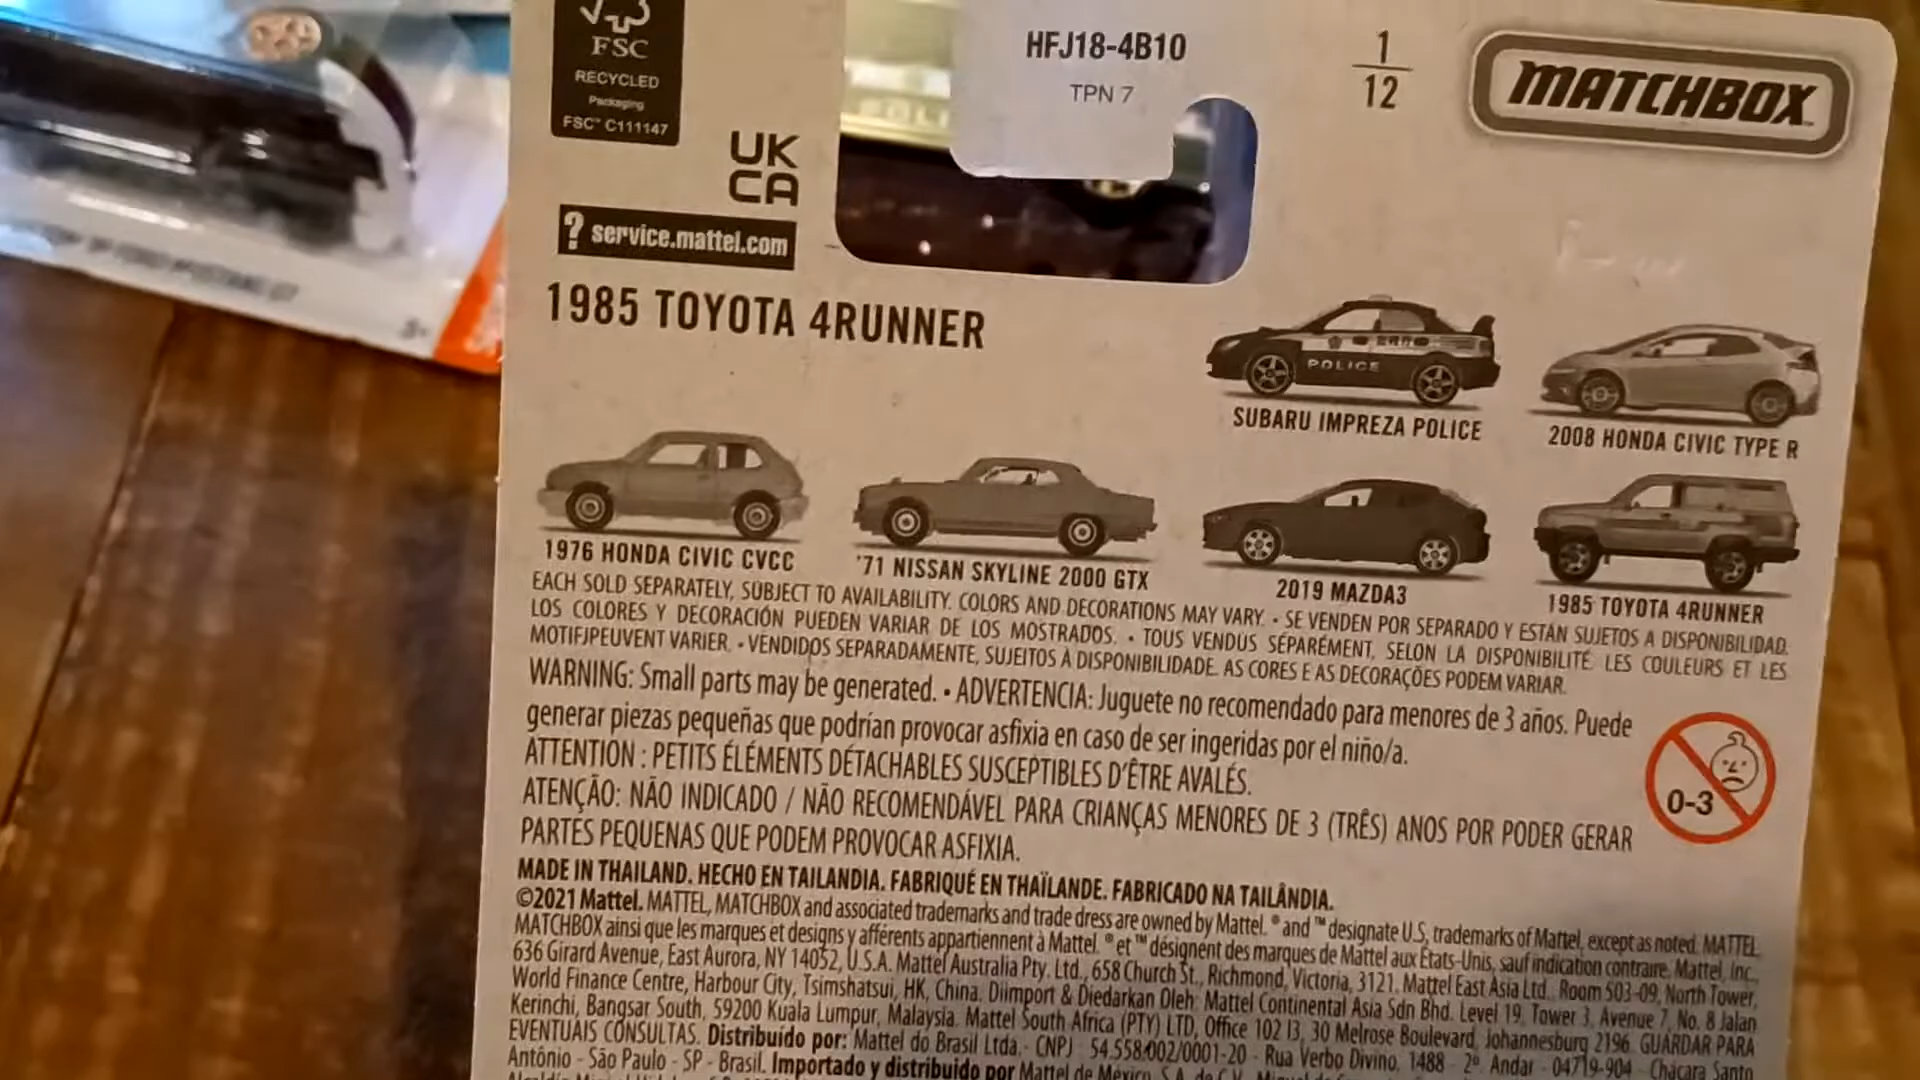 FSC
RECYCLED
Packaging
FSC™ C111147
UK
CA
? service.mattel.com
HFJ18-4B10
TPN 7
1
12
MATCHBOX
1985 TOYOTA 4RUNNER
POLICE
SUBARU IMPREZA POLICE
2008 HONDA CIVIC TYPE R
1976 HONDA CIVIC CVCC
'71 NISSAN SKYLINE 2000 GTX
2019 MAZDA3
1985 TOYOTA 4RUNNER
EACH SOLD SEPARATELY, SUBJECT TO AVAILABILITY. COLORS AND DECORATIONS MAY VARY. • SE VENDEN POR SEPARADO Y ESTÁN SUJETOS A DISPONIBILIDAD.
LOS COLORES Y DECORACIÓN PUEDEN VARIAR DE LOS MOSTRADOS. • TOUS VENDUS SÉPARÉMENT, SELON LA DISPONIBILITÉ. LES COULEURS ET LES
MOTIFJPEUVENT VARIER. • VENDIDOS SEPARADAMENTE, SUJEITOS À DISPONIBILIDADE. AS CORES E AS DECORAÇÕES PODEM VARIAR.
WARNING: Small parts may be generated. • ADVERTENCIA: Juguete no recomendado para menores de 3 años. Puede
generar piezas pequeñas que podrían provocar asfixia en caso de ser ingeridas por el niño/a.
ATTENTION : PETITS ÉLÉMENTS DÉTACHABLES SUSCEPTIBLES D'ÊTRE AVALÉS.
ATENÇÃO: NÃO INDICADO / NÃO RECOMENDÁVEL PARA CRIANÇAS MENORES DE 3 (TRÊS) ANOS POR PODER GERAR
PARTES PEQUENAS QUE PODEM PROVOCAR ASFIXIA.
0-3
MADE IN THAILAND. HECHO EN TAILANDIA. FABRIQUÉ EN THAÏLANDE. FABRICADO NA TAILÂNDIA.
©2021 Mattel. MATTEL, MATCHBOX and associated trademarks and trade dress are owned by Mattel. ® and ™ designate U.S, trademarks of Mattel, except as noted. MATTEL
MATCHBOX ainsi que les marques et designs y afférents appartiennent à Mattel. ® et ™ désignent des marques de Mattel aux États-Unis, sauf indication contraire. Mattel, Inc.,
636 Girard Avenue, East Aurora, NY 14052, U.S.A. Mattel Australia Pty. Ltd., 658 Church St., Richmond, Victoria, 3121. Mattel East Asia Ltd., Room 503-09, North Tower,
World Finance Centre, Harbour City, Tsimshatsui, HK, China. Diimport & Diedarkan Oleh: Mattel Continental Asia Sdn Bhd. Level 19, Tower 3, Avenue 7, No. 8 Jalan
Kerinchi, Bangsar South, 59200 Kuala Lumpur, Malaysia. Mattel South Africa (PTY) LTD, Office 102 I3, 30 Melrose Boulevard, Johannesburg 2196. GUARDAR PARA
EVENTUAIS CONSULTAS. Distribuído por: Mattel do Brasil Ltda.- CNPJ : 54.558.002/0001-20 - Rua Verbo Divino, 1488 - 2º Andar - 04719-904 - Chácara Santo
Antônio - São Paulo - SP - Brasil. Importado y distribuido por Mattel de México, S.A. de C.V.